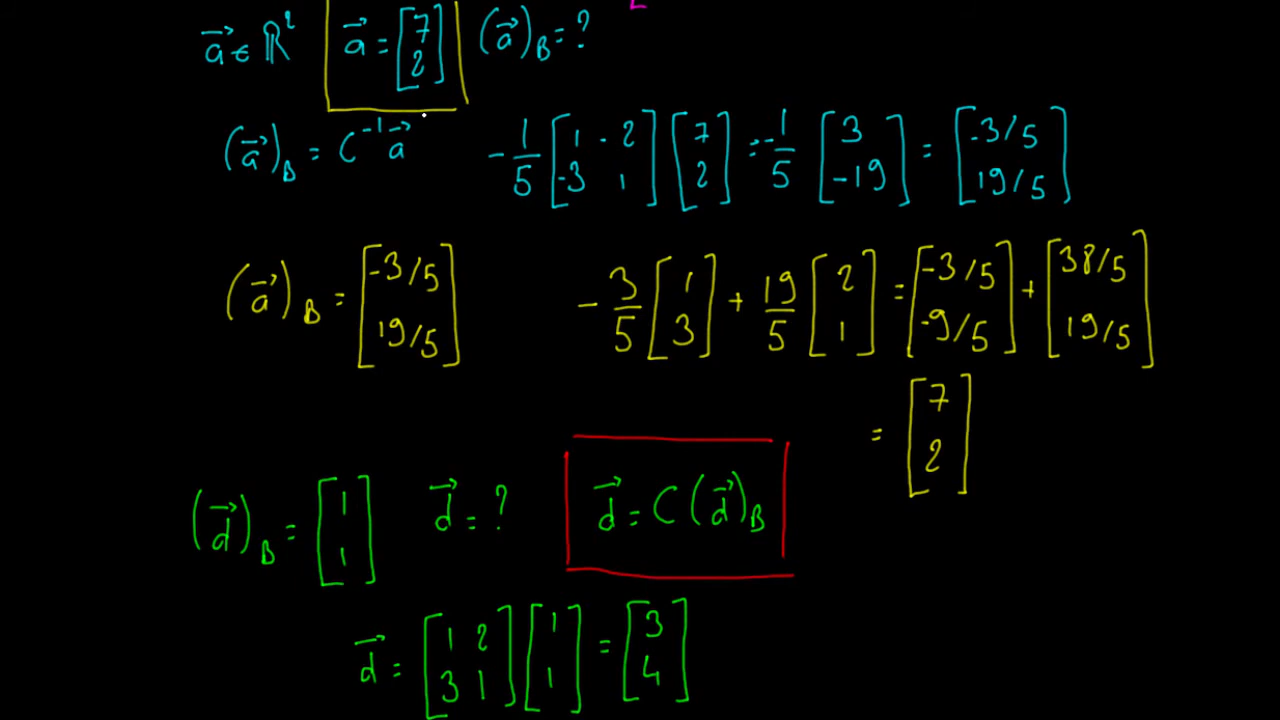 a⃗ ∈ ℝ² a⃗ = [7 2] (a⃗)_B = ?
(a⃗)_B = C⁻¹a⃗ -1/5 [1 -2 -3 1] [7 2] = -1/5 [3 -19] = [-3/5 19/5]
(a⃗)_B = [-3/5 19/5] -3/5 [1 3] + 19/5 [2 1] = [-3/5 -9/5] + [38/5 19/5]
= [7 2]
(d⃗)_B = [1 1] d⃗ = ? d⃗ = C(d⃗)_B
d⃗ = [1 2 3 1] [1 1] = [3 4]